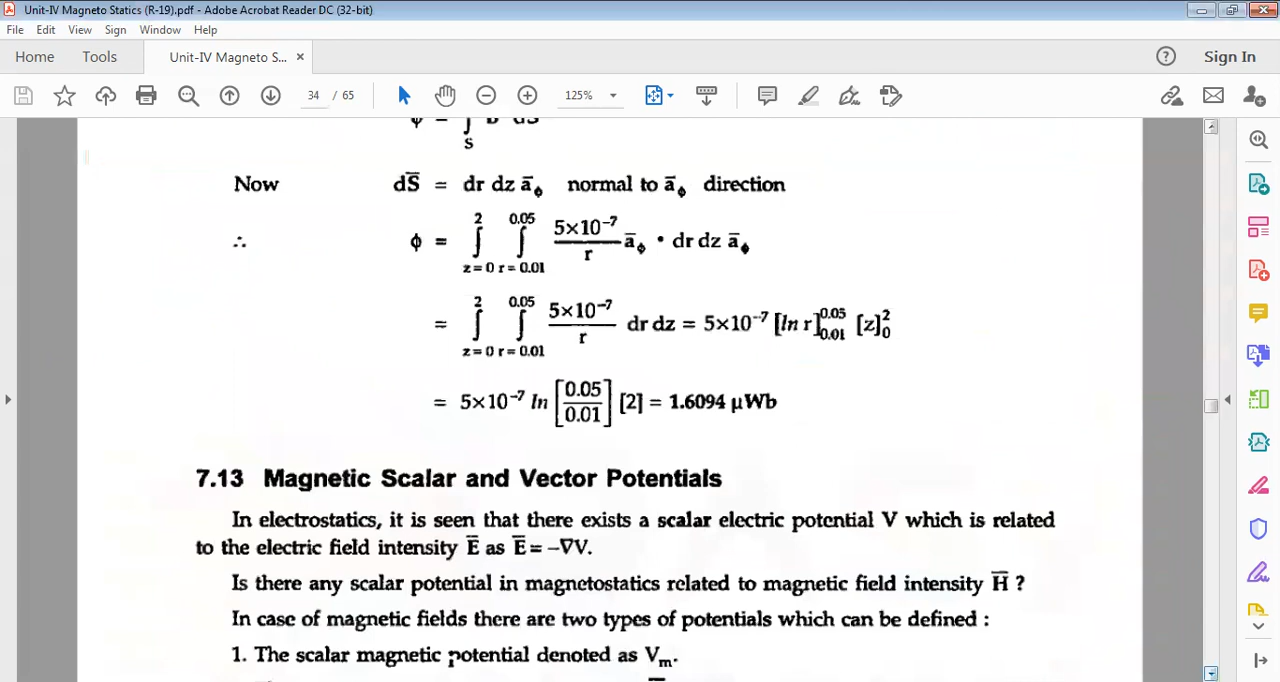 Unit-IV Magneto Statics (R-19).pdf - Adobe Acrobat Reader DC (32-bit)
File Edit View Sign Window Help
Home Tools Unit-IV Magneto S... × Sign In
34 / 65 125%
S
Now dS̅ = dr dz a̅ϕ normal to a̅ϕ direction
∴ ϕ = ∫_{z=0}^{2} ∫_{r=0.01}^{0.05} 5×10⁻⁷/r a̅ϕ • dr dz a̅ϕ
= ∫_{z=0}^{2} ∫_{r=0.01}^{0.05} 5×10⁻⁷/r dr dz = 5×10⁻⁷ [ln r]_{0.01}^{0.05} [z]_{0}^{2}
= 5×10⁻⁷ ln [0.05/0.01] [2] = 1.6094 μWb
7.13 Magnetic Scalar and Vector Potentials
In electrostatics, it is seen that there exists a scalar electric potential V which is related
to the electric field intensity E̅ as E̅ = –∇V.
Is there any scalar potential in magnetostatics related to magnetic field intensity H̅ ?
In case of magnetic fields there are two types of potentials which can be defined :
1. The scalar magnetic potential denoted as Vₘ.